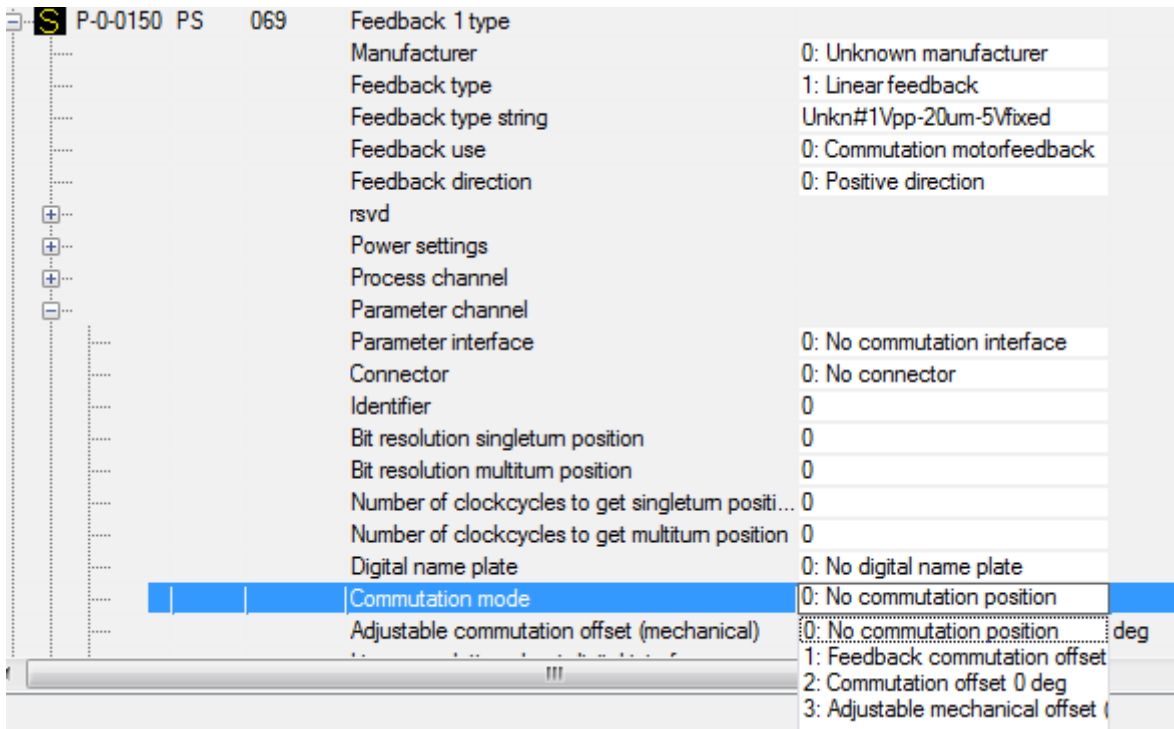 S P-0-0150 PS 069 Feedback 1 type
Manufacturer 0: Unknown manufacturer
Feedback type 1: Linear feedback
Feedback type string Unkn#1Vpp-20um-5Vfixed
Feedback use 0: Commutation motorfeedback
Feedback direction 0: Positive direction
rsvd
Power settings
Process channel
Parameter channel
Parameter interface 0: No commutation interface
Connector 0: No connector
Identifier 0
Bit resolution singleturn position 0
Bit resolution multiturn position 0
Number of clockcycles to get singleturn positi... 0
Number of clockcycles to get multiturn position 0
Digital name plate 0: No digital name plate
Commutation mode 0: No commutation position
Adjustable commutation offset (mechanical) 0: No commutation position deg
1: Feedback commutation offset
2: Commutation offset 0 deg
3: Adjustable mechanical offset (